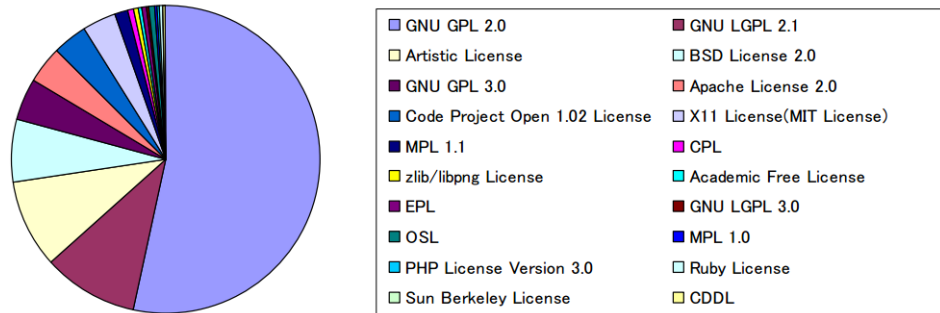 GNU GPL 2.0
GNU LGPL 2.1
Artistic License
BSD License 2.0
GNU GPL 3.0
Apache License 2.0
Code Project Open 1.02 License
X11 License(MIT License)
MPL 1.1
CPL
zlib/libpng License
Academic Free License
EPL
GNU LGPL 3.0
OSL
MPL 1.0
PHP License Version 3.0
Ruby License
Sun Berkeley License
CDDL